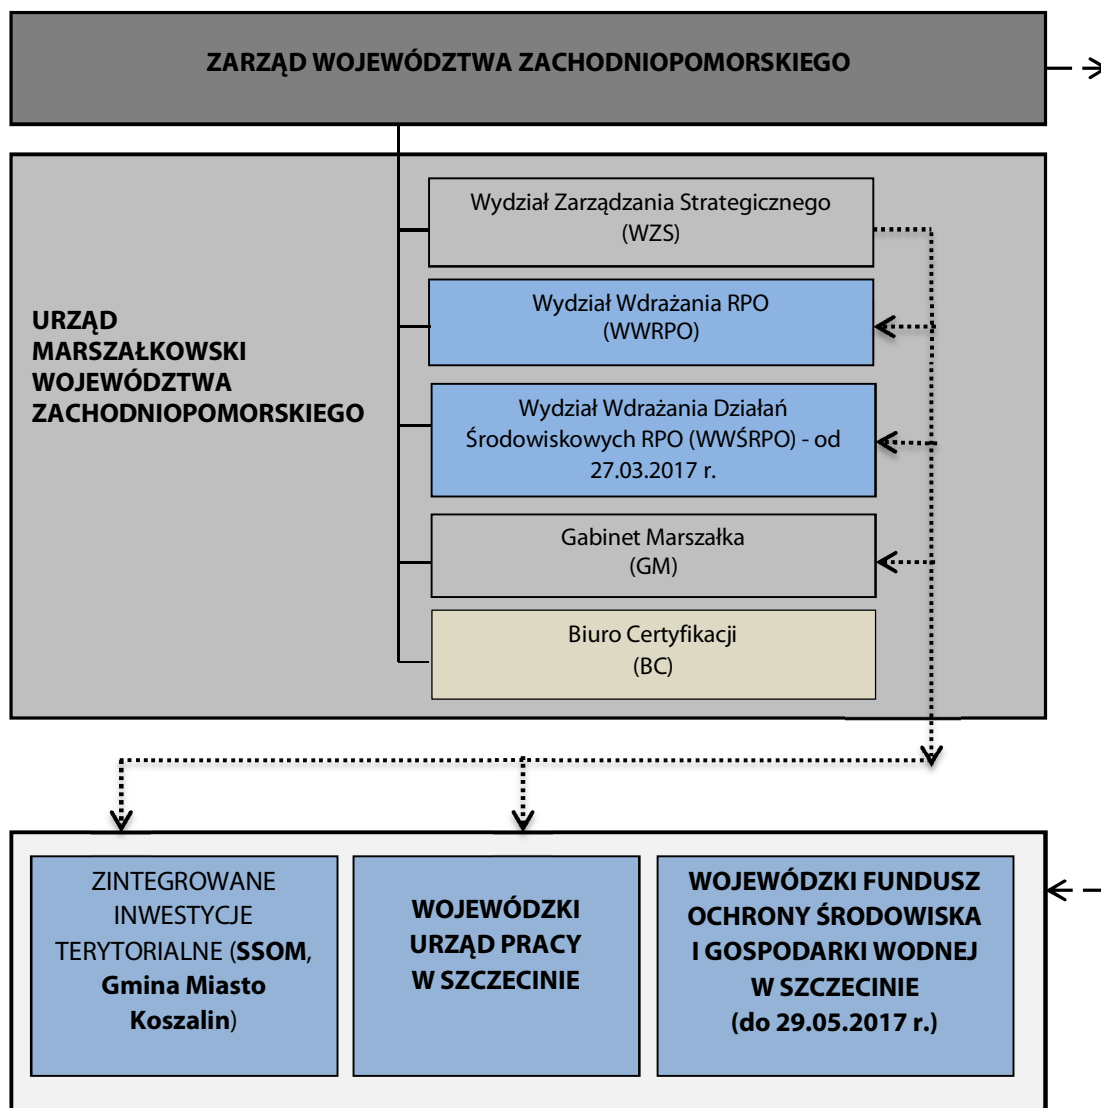 ZARZĄD WOJEWÓDZTWA ZACHODNIOPOMORSKIEGO
URZĄD
MARSZAŁKOWSKI
WOJEWÓDZTWA
ZACHODNIOPOMORSKIEGO
Wydział Zarządzania Strategicznego
(WZS)
Wydział Wdrażania RPO
(WWRPO)
Wydział Wdrażania Działań
Środowiskowych RPO (WWŚRPO) - od
27.03.2017 r.
Gabinet Marszałka
(GM)
Biuro Certyfikacji
(BC)
ZINTEGROWANE
INWESTYCJE
TERYTORIALNE (SSOM,
Gmina Miasto
Koszalin)
WOJEWÓDZKI
URZĄD PRACY
W SZCZECINIE
WOJEWÓDZKI FUNDUSZ
OCHRONY ŚRODOWISKA
I GOSPODARKI WODNEJ
W SZCZECINIE
(do 29.05.2017 r.)